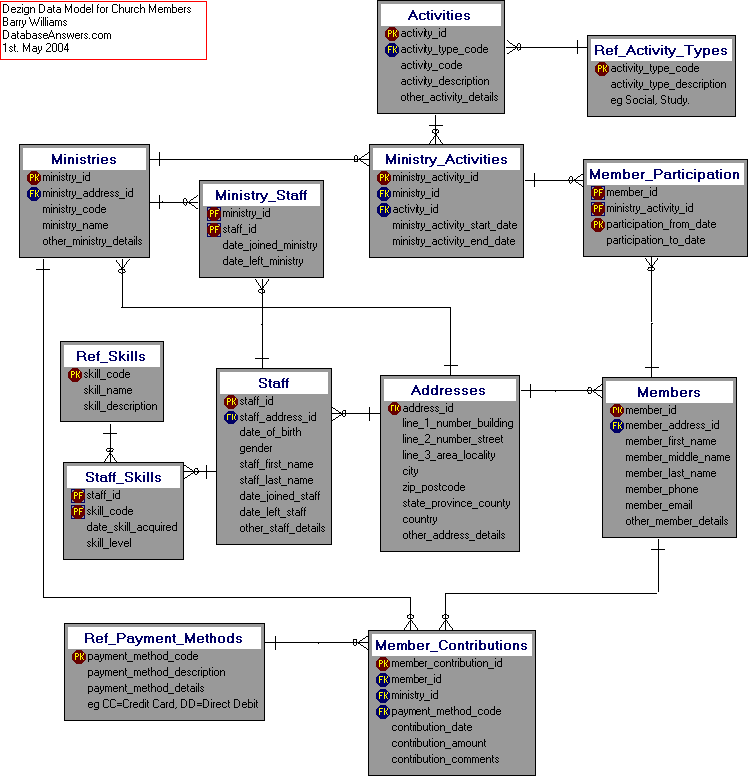 Dezign Data Model for Church Members
Barry Williams
DatabaseAnswers.com
1st. May 2004
Activities
PK activity_id
FK activity_type_code
activity_code
activity_description
other_activity_details
Ref_Activity_Types
PK activity_type_code
activity_type_description
eg Social, Study.
Ministries
PK ministry_id
FK ministry_address_id
ministry_code
ministry_name
other_ministry_details
Ministry_Staff
PF ministry_id
PF staff_id
date_joined_ministry
date_left_ministry
Ministry_Activities
PK ministry_activity_id
FK ministry_id
FK activity_id
ministry_activity_start_date
ministry_activity_end_date
Member_Participation
PF member_id
PF ministry_activity_id
PK participation_from_date
participation_to_date
Ref_Skills
PK skill_code
skill_name
skill_description
Staff
PK staff_id
FK staff_address_id
date_of_birth
gender
staff_first_name
staff_last_name
date_joined_staff
date_left_staff
other_staff_details
Addresses
PK address_id
line_1_number_building
line_2_number_street
line_3_area_locality
city
zip_postcode
state_province_county
country
other_address_details
Members
PK member_id
FK member_address_id
member_first_name
member_middle_name
member_last_name
member_phone
member_email
other_member_details
Staff_Skills
PF staff_id
PF skill_code
date_skill_acquired
skill_level
Ref_Payment_Methods
PK payment_method_code
payment_method_description
payment_method_details
eg CC=Credit Card, DD=Direct Debit
Member_Contributions
PK member_contribution_id
FK member_id
FK ministry_id
FK payment_method_code
contribution_date
contribution_amount
contribution_comments